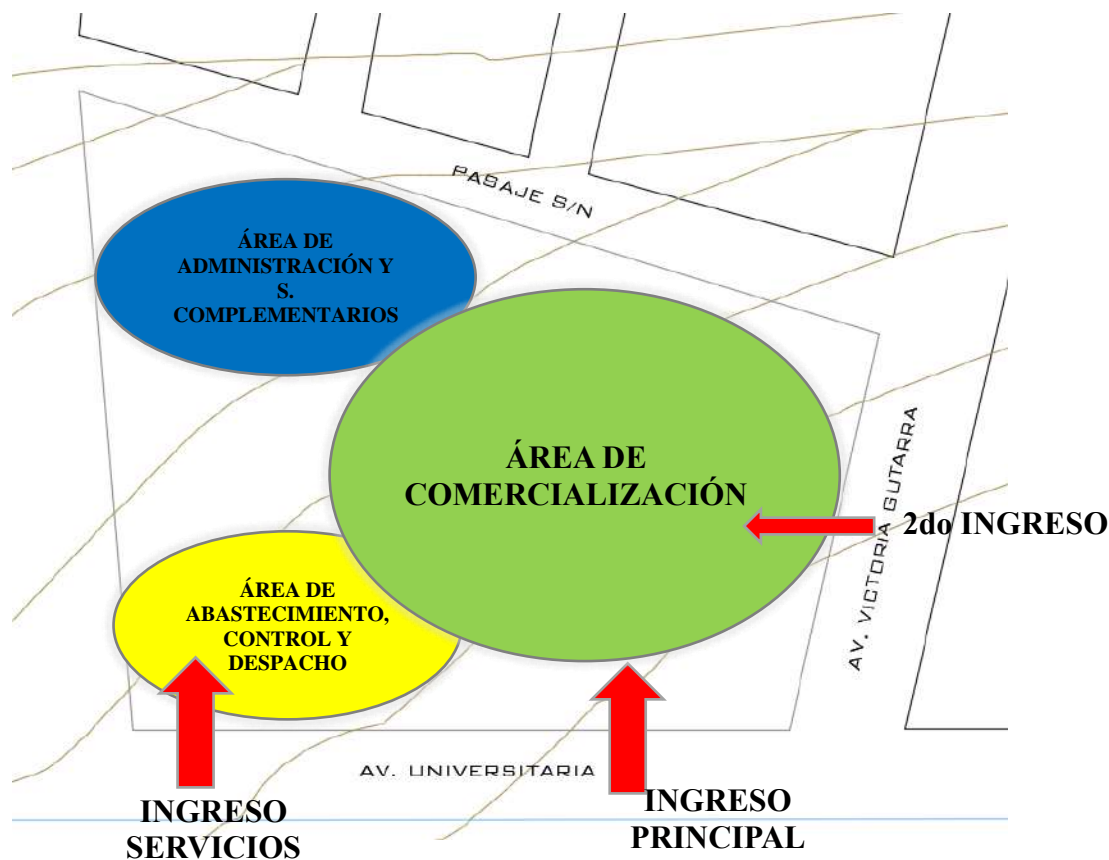 PASAJE S/N
ÁREA DE
ADMINISTRACIÓN Y
S.
COMPLEMENTARIOS
ÁREA DE
COMERCIALIZACIÓN
2do INGRESO
AV. VICTORIA GUTARRA
ÁREA DE
ABASTECIMIENTO,
CONTROL Y
DESPACHO
AV. UNIVERSITARIA
INGRESO
SERVICIOS
INGRESO
PRINCIPAL